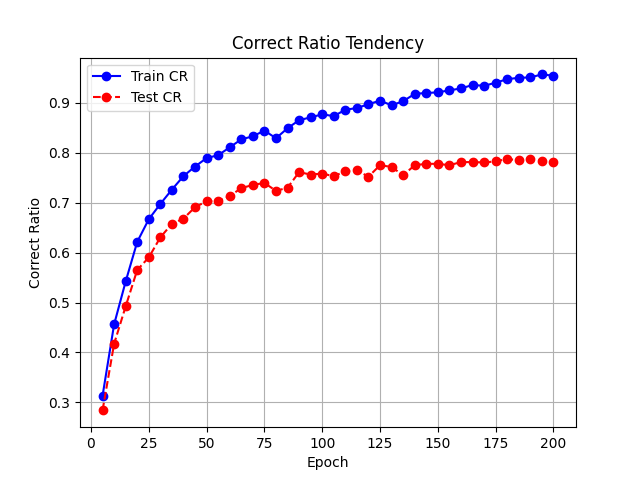 Correct Ratio Tendency
Train CR
Test CR
Correct Ratio
0.9
0.8
0.7
0.6
0.5
0.4
0.3
0 25 50 75 100 125 150 175 200
Epoch